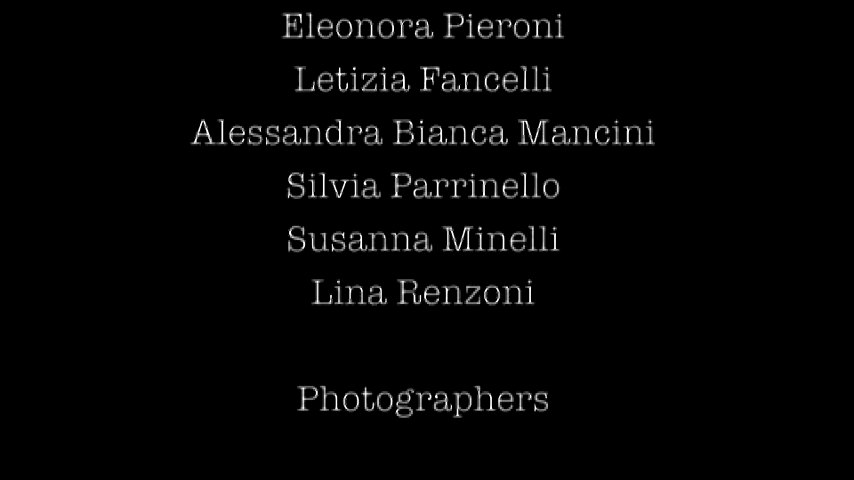 Eleonora Pieroni
Letizia Fancelli
Alessandra Bianca Mancini
Silvia Parrinello
Susanna Minelli
Lina Renzoni
Photographers